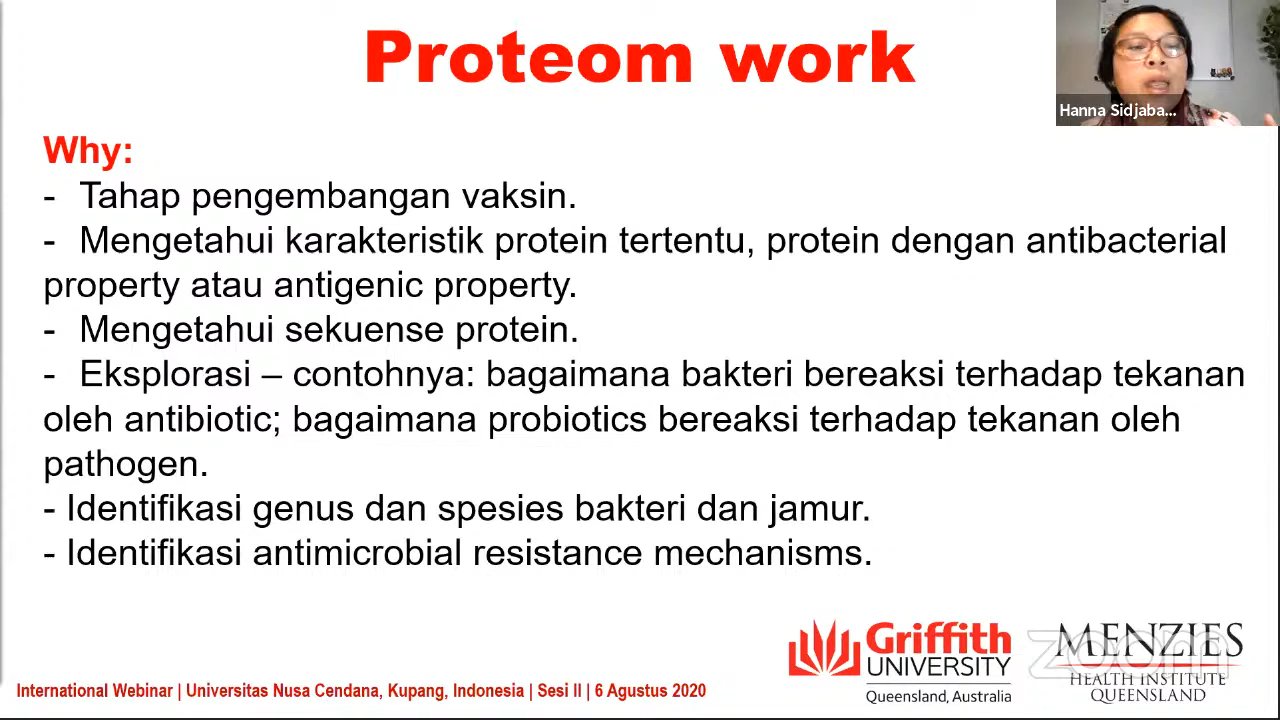 Proteom work
Hanna Sidjaba...
Why:
- Tahap pengembangan vaksin.
- Mengetahui karakteristik protein tertentu, protein dengan antibacterial
property atau antigenic property.
- Mengetahui sekuense protein.
- Eksplorasi – contohnya: bagaimana bakteri bereaksi terhadap tekanan
oleh antibiotic; bagaimana probiotics bereaksi terhadap tekanan oleh
pathogen.
- Identifikasi genus dan spesies bakteri dan jamur.
- Identifikasi antimicrobial resistance mechanisms.
Griffith
UNIVERSITY
Queensland, Australia
MENZIES
zoom
HEALTH INSTITUTE
QUEENSLAND
International Webinar | Universitas Nusa Cendana, Kupang, Indonesia | Sesi II | 6 Agustus 2020